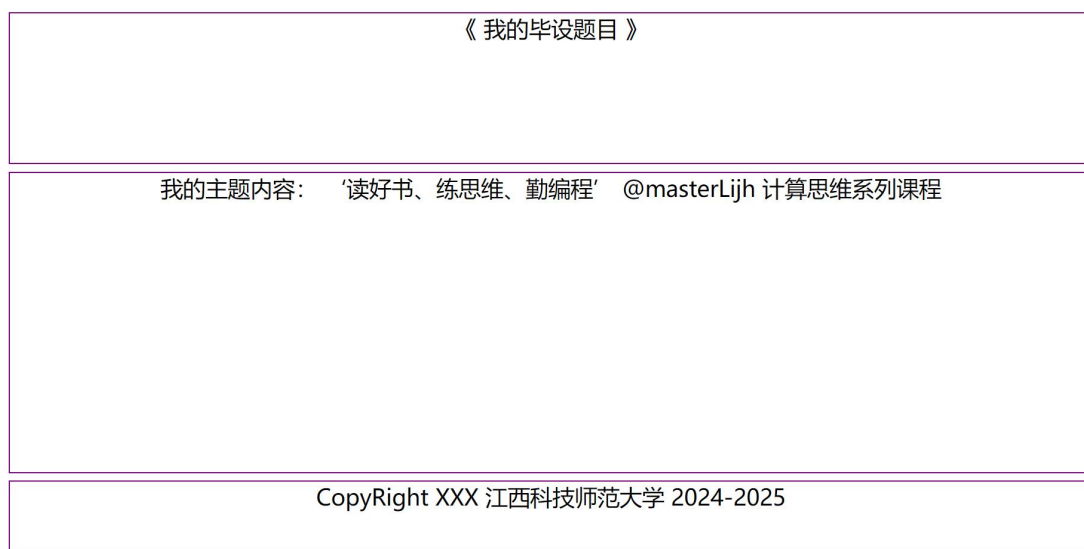 《 我的毕设题目 》
我的主题内容： ‘读好书、练思维、勤编程’ @masterLijh 计算思维系列课程
CopyRight XXX 江西科技师范大学 2024-2025